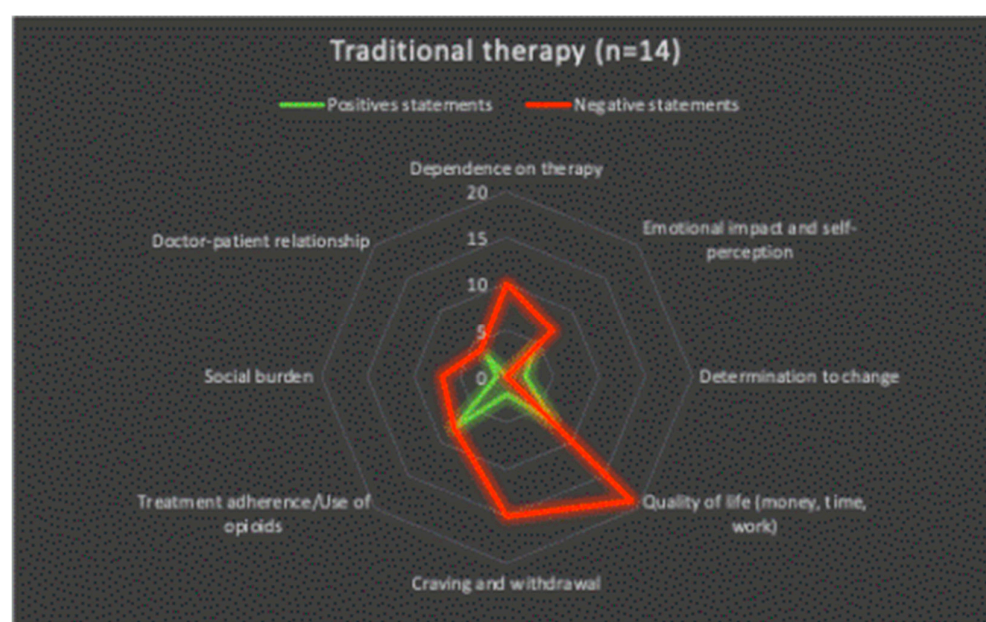 Traditional therapy (n=14)
Positives statements
Negative statements
Dependence on therapy
20
15
10
5
0
Emotional impact and self-
perception
Determination to change
Quality of life (money, time,
work)
Craving and withdrawal
Treatment adherence/Use of
opioids
Social burden
Doctor-patient relationship